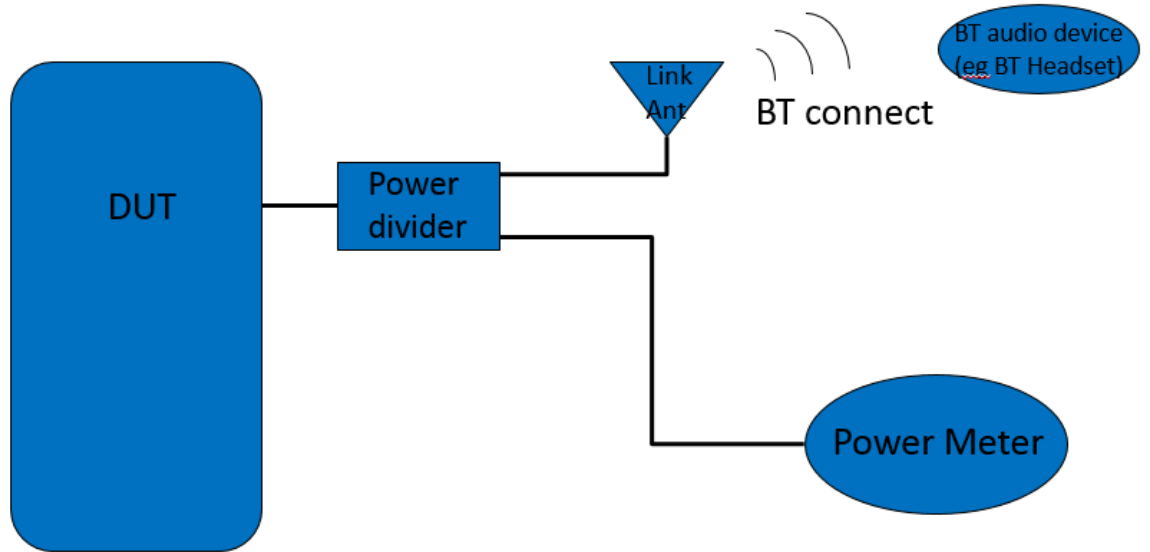 BT audio device
(eg BT Headset)
Link
Ant
BT connect
Power
divider
DUT
Power Meter